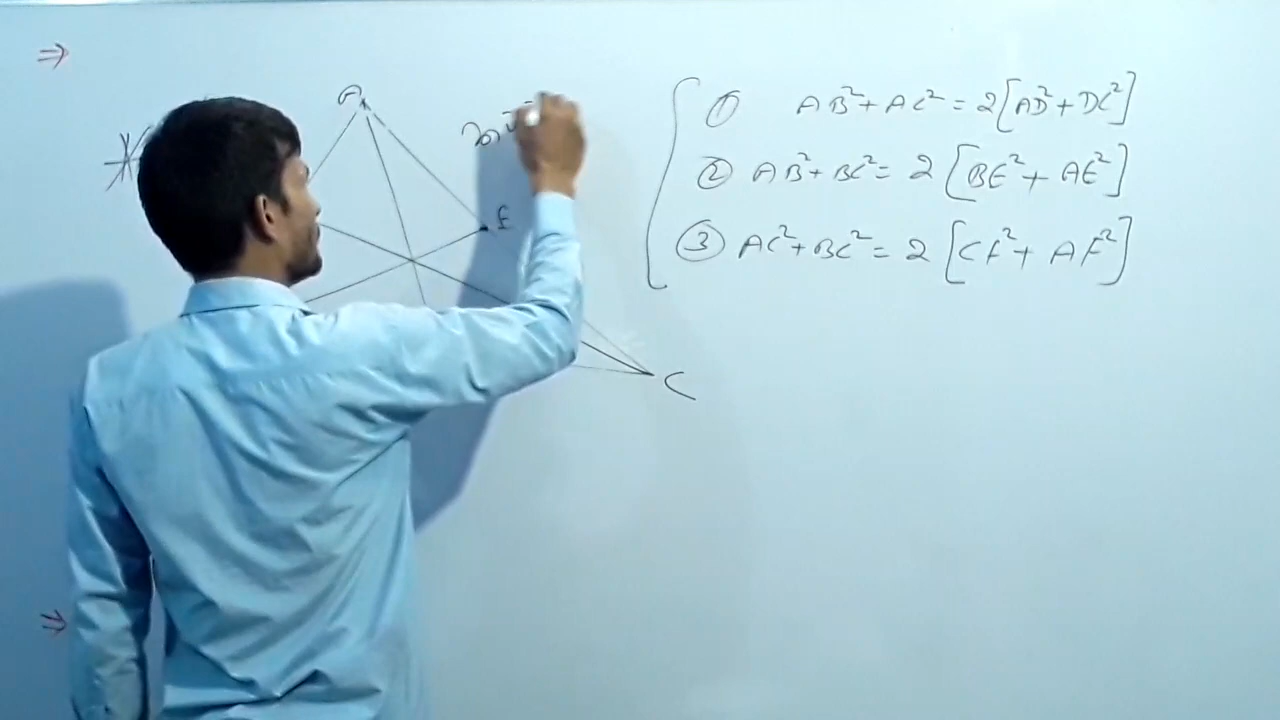 A
E
C
① AB²+AC² = 2[AD²+DC²]
② AB²+BC² = 2[BE²+AE²]
③ AC²+BC² = 2[CF²+AF²]